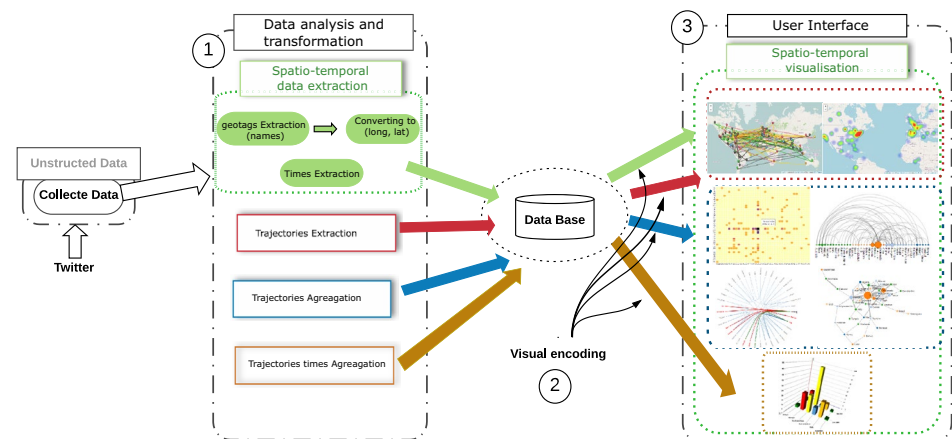 1
Data analysis and
transformation
Spatio-temporal
data extraction
geotags Extraction
(names)
Converting to
(long, lat)
Times Extraction
Unstructed Data
Collecte Data
Twitter
Trajectories Extraction
Trajectories Agreagation
Trajectories times Agreagation
Data Base
Visual encoding
2
3
User Interface
Spatio-temporal
visualisation